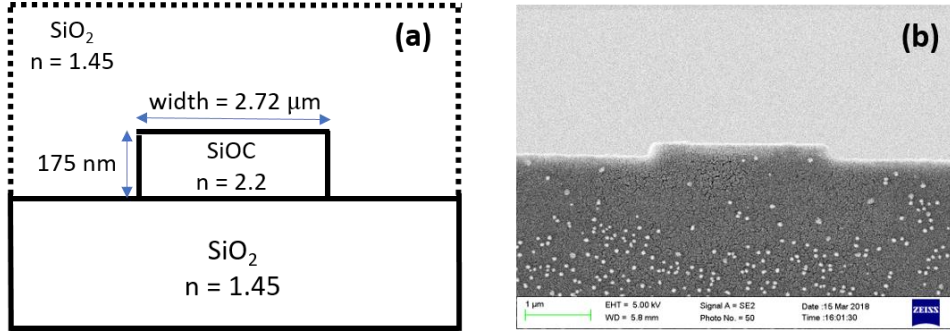 (a)
SiO₂
n = 1.45
width = 2.72 μm
175 nm
SiOC
n = 2.2
SiO₂
n = 1.45
(b)
1 μm
EHT = 5.00 kV
Signal A = SE2
Date :15 Mar 2018
WD = 5.8 mm
Photo No. = 50
Time :16:01:30
ZEISS